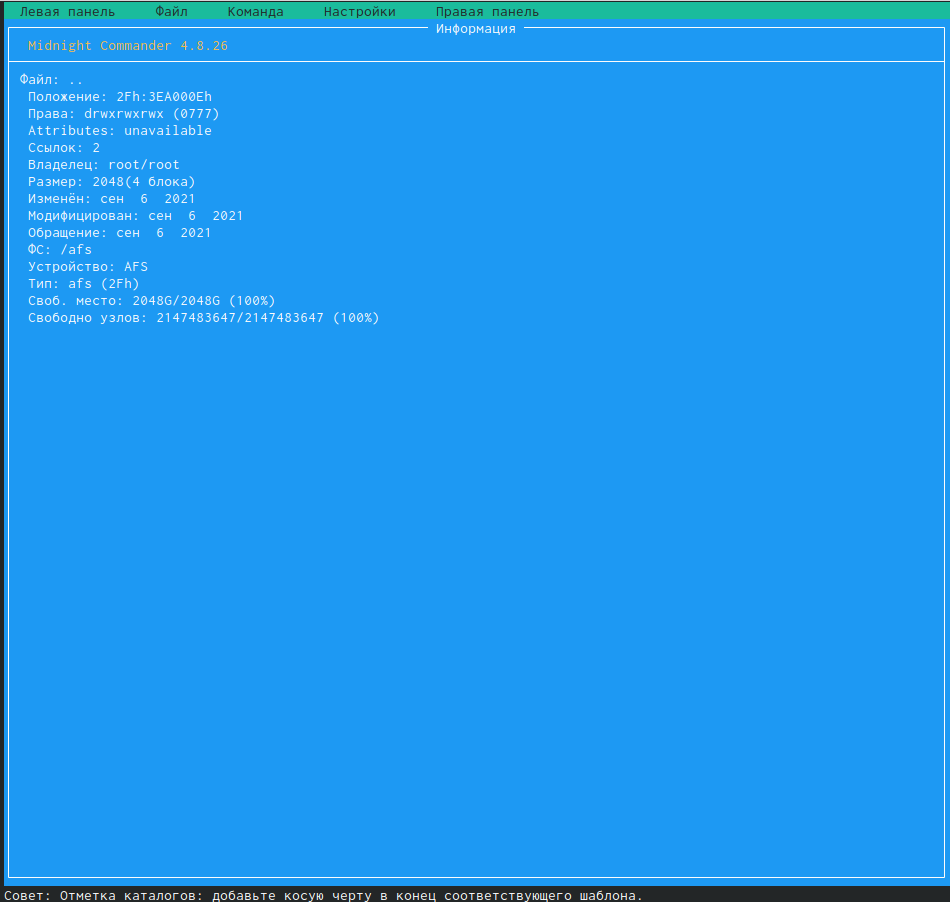 Левая панель Файл Команда Настройки Правая панель
Информация
Midnight Commander 4.8.26
Файл: ..
Положение: 2Fh:3EA000Eh
Права: drwxrwxrwx (0777)
Attributes: unavailable
Ссылок: 2
Владелец: root/root
Размер: 2048(4 блока)
Изменён: сен  6  2021
Модифицирован: сен  6  2021
Обращение: сен  6  2021
ФС: /afs
Устройство: AFS
Тип: afs (2Fh)
Своб. место: 2048G/2048G (100%)
Свободно узлов: 2147483647/2147483647 (100%)
Совет: Отметка каталогов: добавьте косую черту в конец соответствующего шаблона.